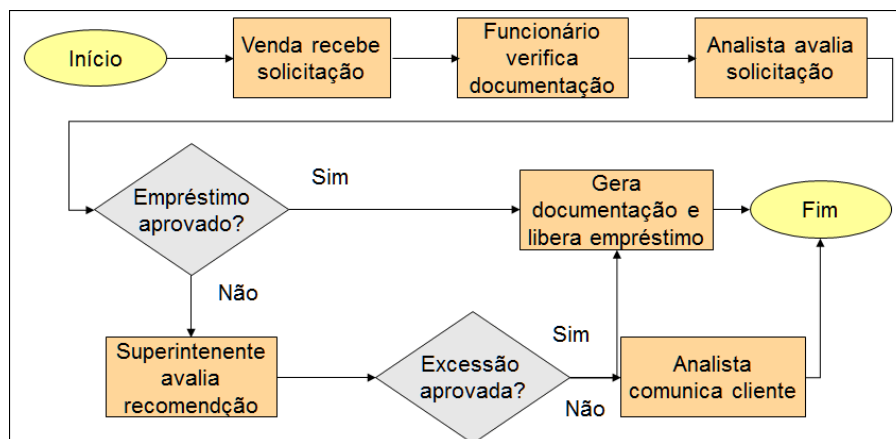 Início
Venda recebe
solicitação
Funcionário
verifica
documentação
Analista avalia
solicitação
Empréstimo
aprovado?
Sim
Gera
documentação e
libera empréstimo
Fim
Não
Superintenente
avalia
recomendção
Excessão
aprovada?
Sim
Não
Analista
comunica cliente